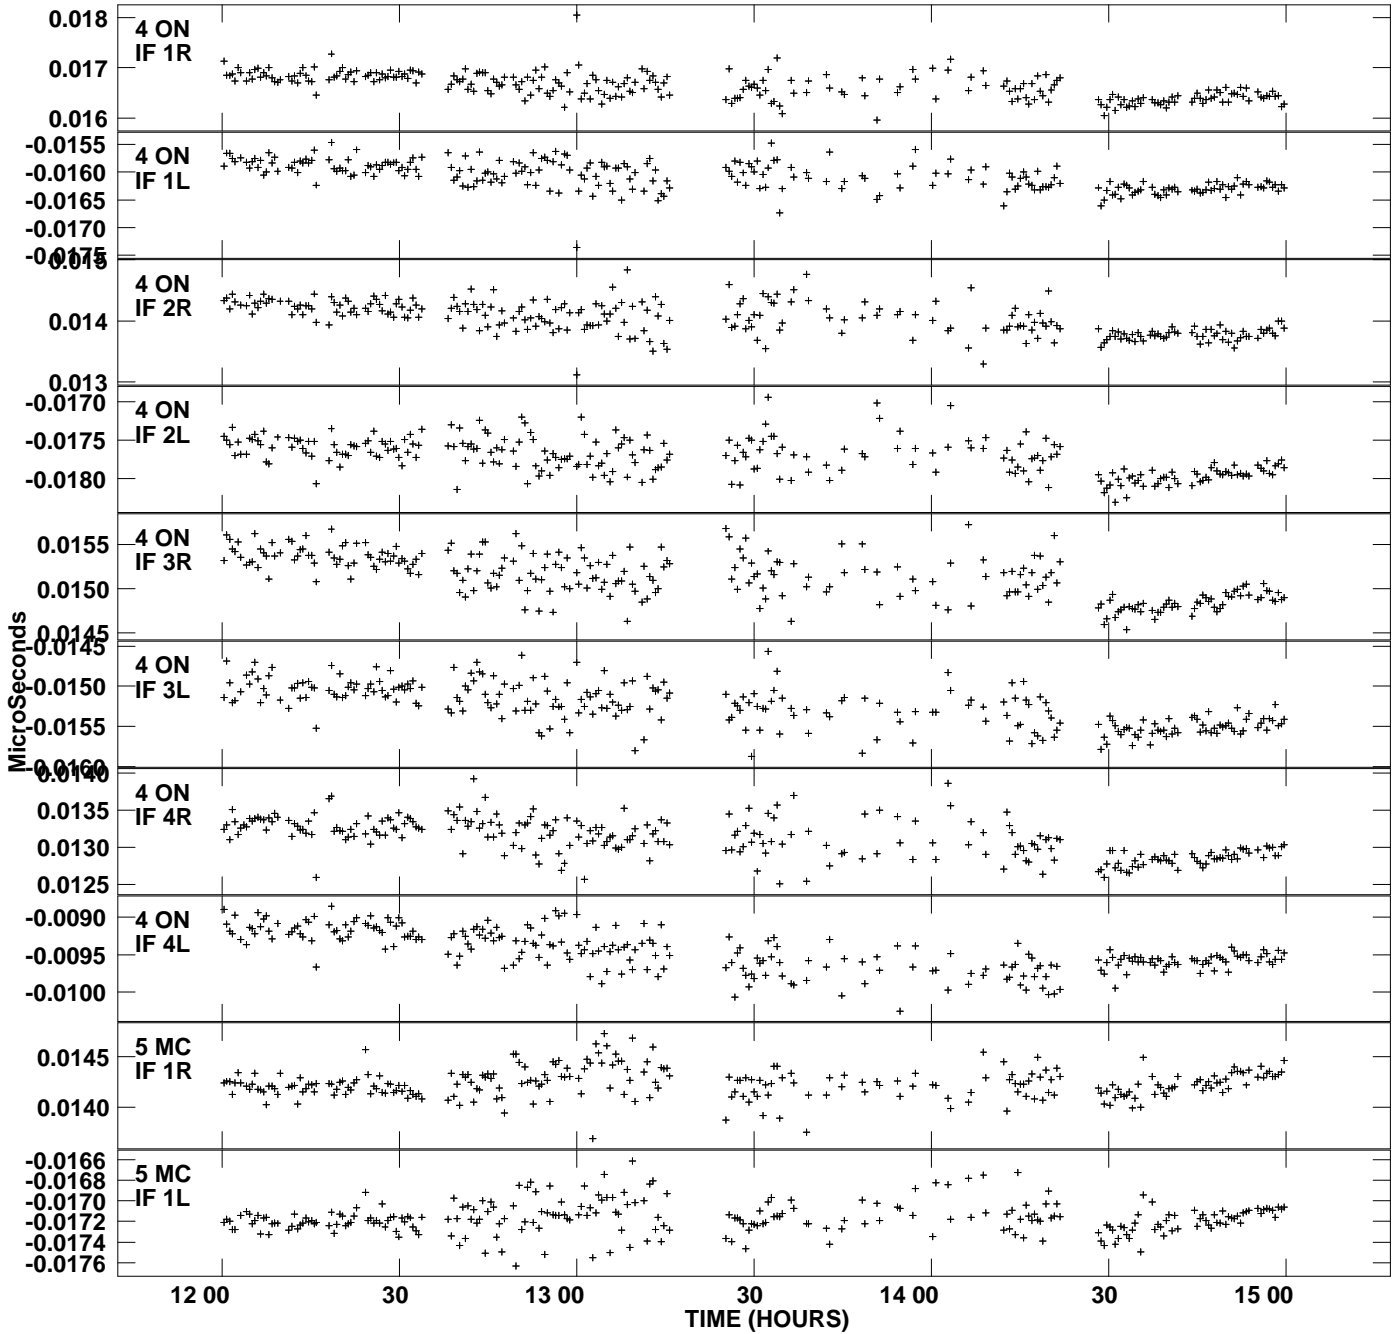 0.018
4 ON
IF 1R
0.017
0.016
-0.0155
4 ON
IF 1L
-0.0160
-0.0165
-0.0170
-0.0175
0.015
4 ON
IF 2R
0.014
0.013
-0.0170
4 ON
IF 2L
-0.0175
-0.0180
0.0155
4 ON
IF 3R
0.0150
0.0145
-0.0145
4 ON
IF 3L
-0.0150
-0.0155
-0.0160
MicroSeconds
0.0140
4 ON
IF 4R
0.0135
0.0130
0.0125
-0.0090
4 ON
IF 4L
-0.0095
-0.0100
5 MC
IF 1R
0.0145
0.0140
-0.0166
5 MC
IF 1L
-0.0168
-0.0170
-0.0172
-0.0174
-0.0176
12 00 30 13 00 30 14 00 30 15 00
TIME (HOURS)